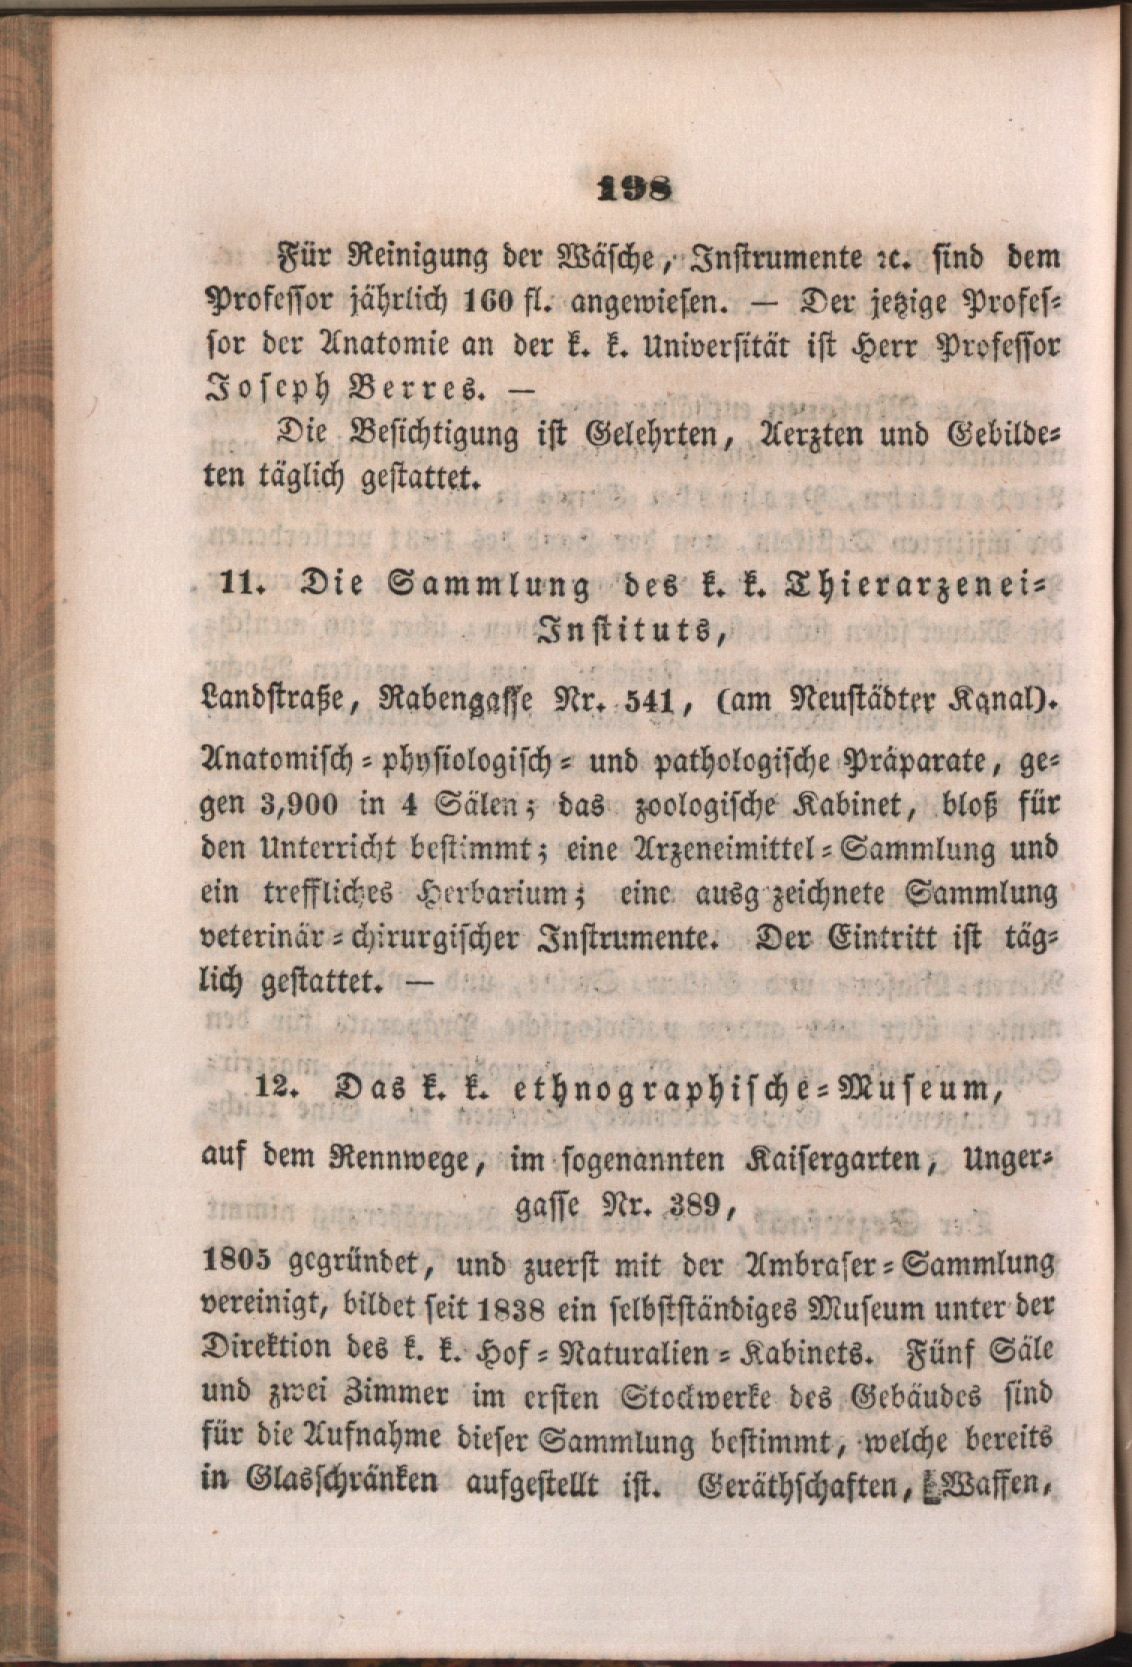 198
Für Reinigung der Wäsche, Instrumente ꝛc. sind dem
Professor jährlich 160 fl. angewiesen. — Der jetzige Profes-
sor der Anatomie an der k. k. Universität ist Herr Professor
Joseph Berres. —
Die Besichtigung ist Gelehrten, Aerzten und Gebilde-
ten täglich gestattet.
11. Die Sammlung des k. k. Thierarzenei-
Instituts,
Landstraße, Rabengasse Nr. 541, (am Neustädter Kanal).
Anatomisch-physiologisch- und pathologische Präparate, ge-
gen 3,900 in 4 Sälen; das zoologische Kabinet, bloß für
den Unterricht bestimmt; eine Arzeneimittel-Sammlung und
ein treffliches Herbarium; eine ausg zeichnete Sammlung
veterinär-chirurgischer Instrumente. Der Eintritt ist täg-
lich gestattet. —
12. Das k. k. ethnographische-Museum,
auf dem Rennwege, im sogenannten Kaisergarten, Unger-
gasse Nr. 389,
1805 gegründet, und zuerst mit der Ambraser-Sammlung
vereinigt, bildet seit 1838 ein selbstständiges Museum unter der
Direktion des k. k. Hof-Naturalien-Kabinets. Fünf Säle
und zwei Zimmer im ersten Stockwerke des Gebäudes sind
für die Aufnahme dieser Sammlung bestimmt, welche bereits
in Glasschränken aufgestellt ist. Geräthschaften, Waffen,